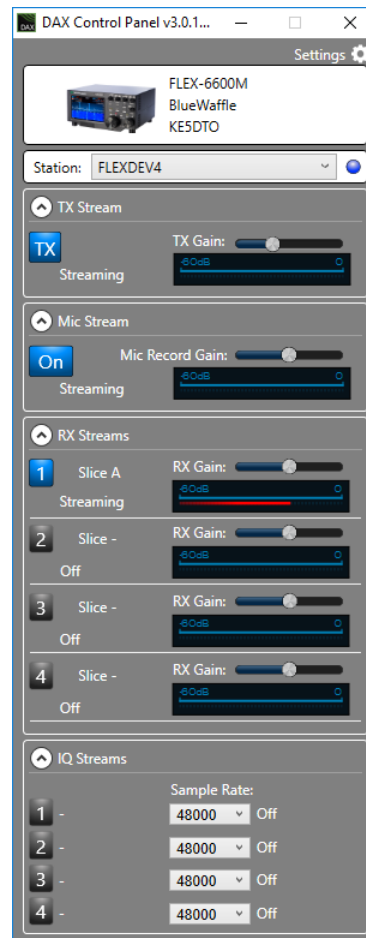 DAX DAX Control Panel v3.0.1...
Settings
FLEX-6600M
BlueWaffle
KE5DTO
Station: FLEXDEV4
TX Stream
TX TX Gain:
-60dB 0
Streaming
Mic Stream
On Mic Record Gain:
-60dB 0
Streaming
RX Streams
1 Slice A RX Gain:
-60dB 0
Streaming
2 Slice - RX Gain:
-60dB 0
Off
3 Slice - RX Gain:
-60dB 0
Off
4 Slice - RX Gain:
-60dB 0
Off
IQ Streams
Sample Rate:
1 - 48000 Off
2 - 48000 Off
3 - 48000 Off
4 - 48000 Off